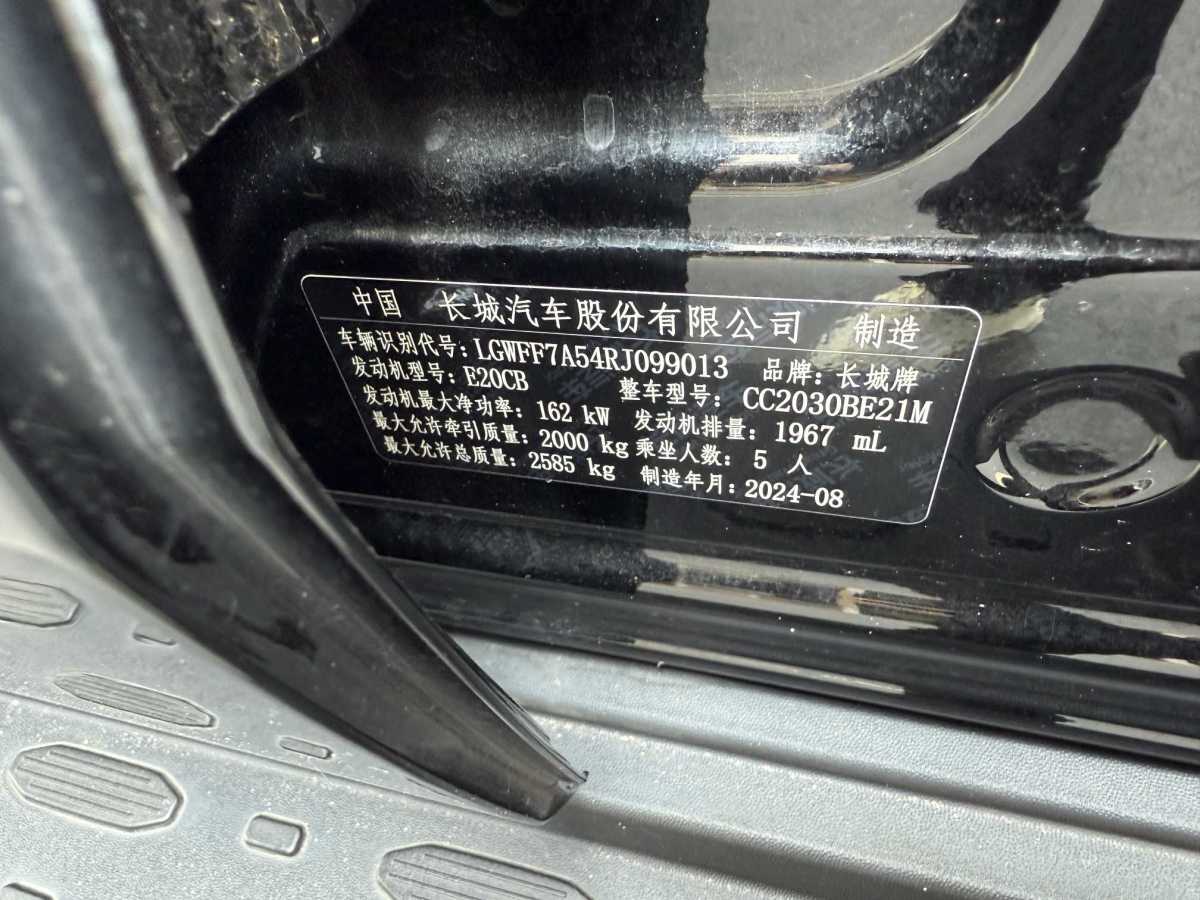 中国 长城汽车股份有限公司 制造
车辆识别代号：LGWFF7A54RJ099013 品牌：长城牌
发动机型号：E20CB 整车型号：CC2030BE21M
发动机最大净功率：162 kW 发动机排量：1967 mL
最大允许牵引质量：2000 kg 乘坐人数：5 人
最大允许总质量：2585 kg 制造年月：2024-08